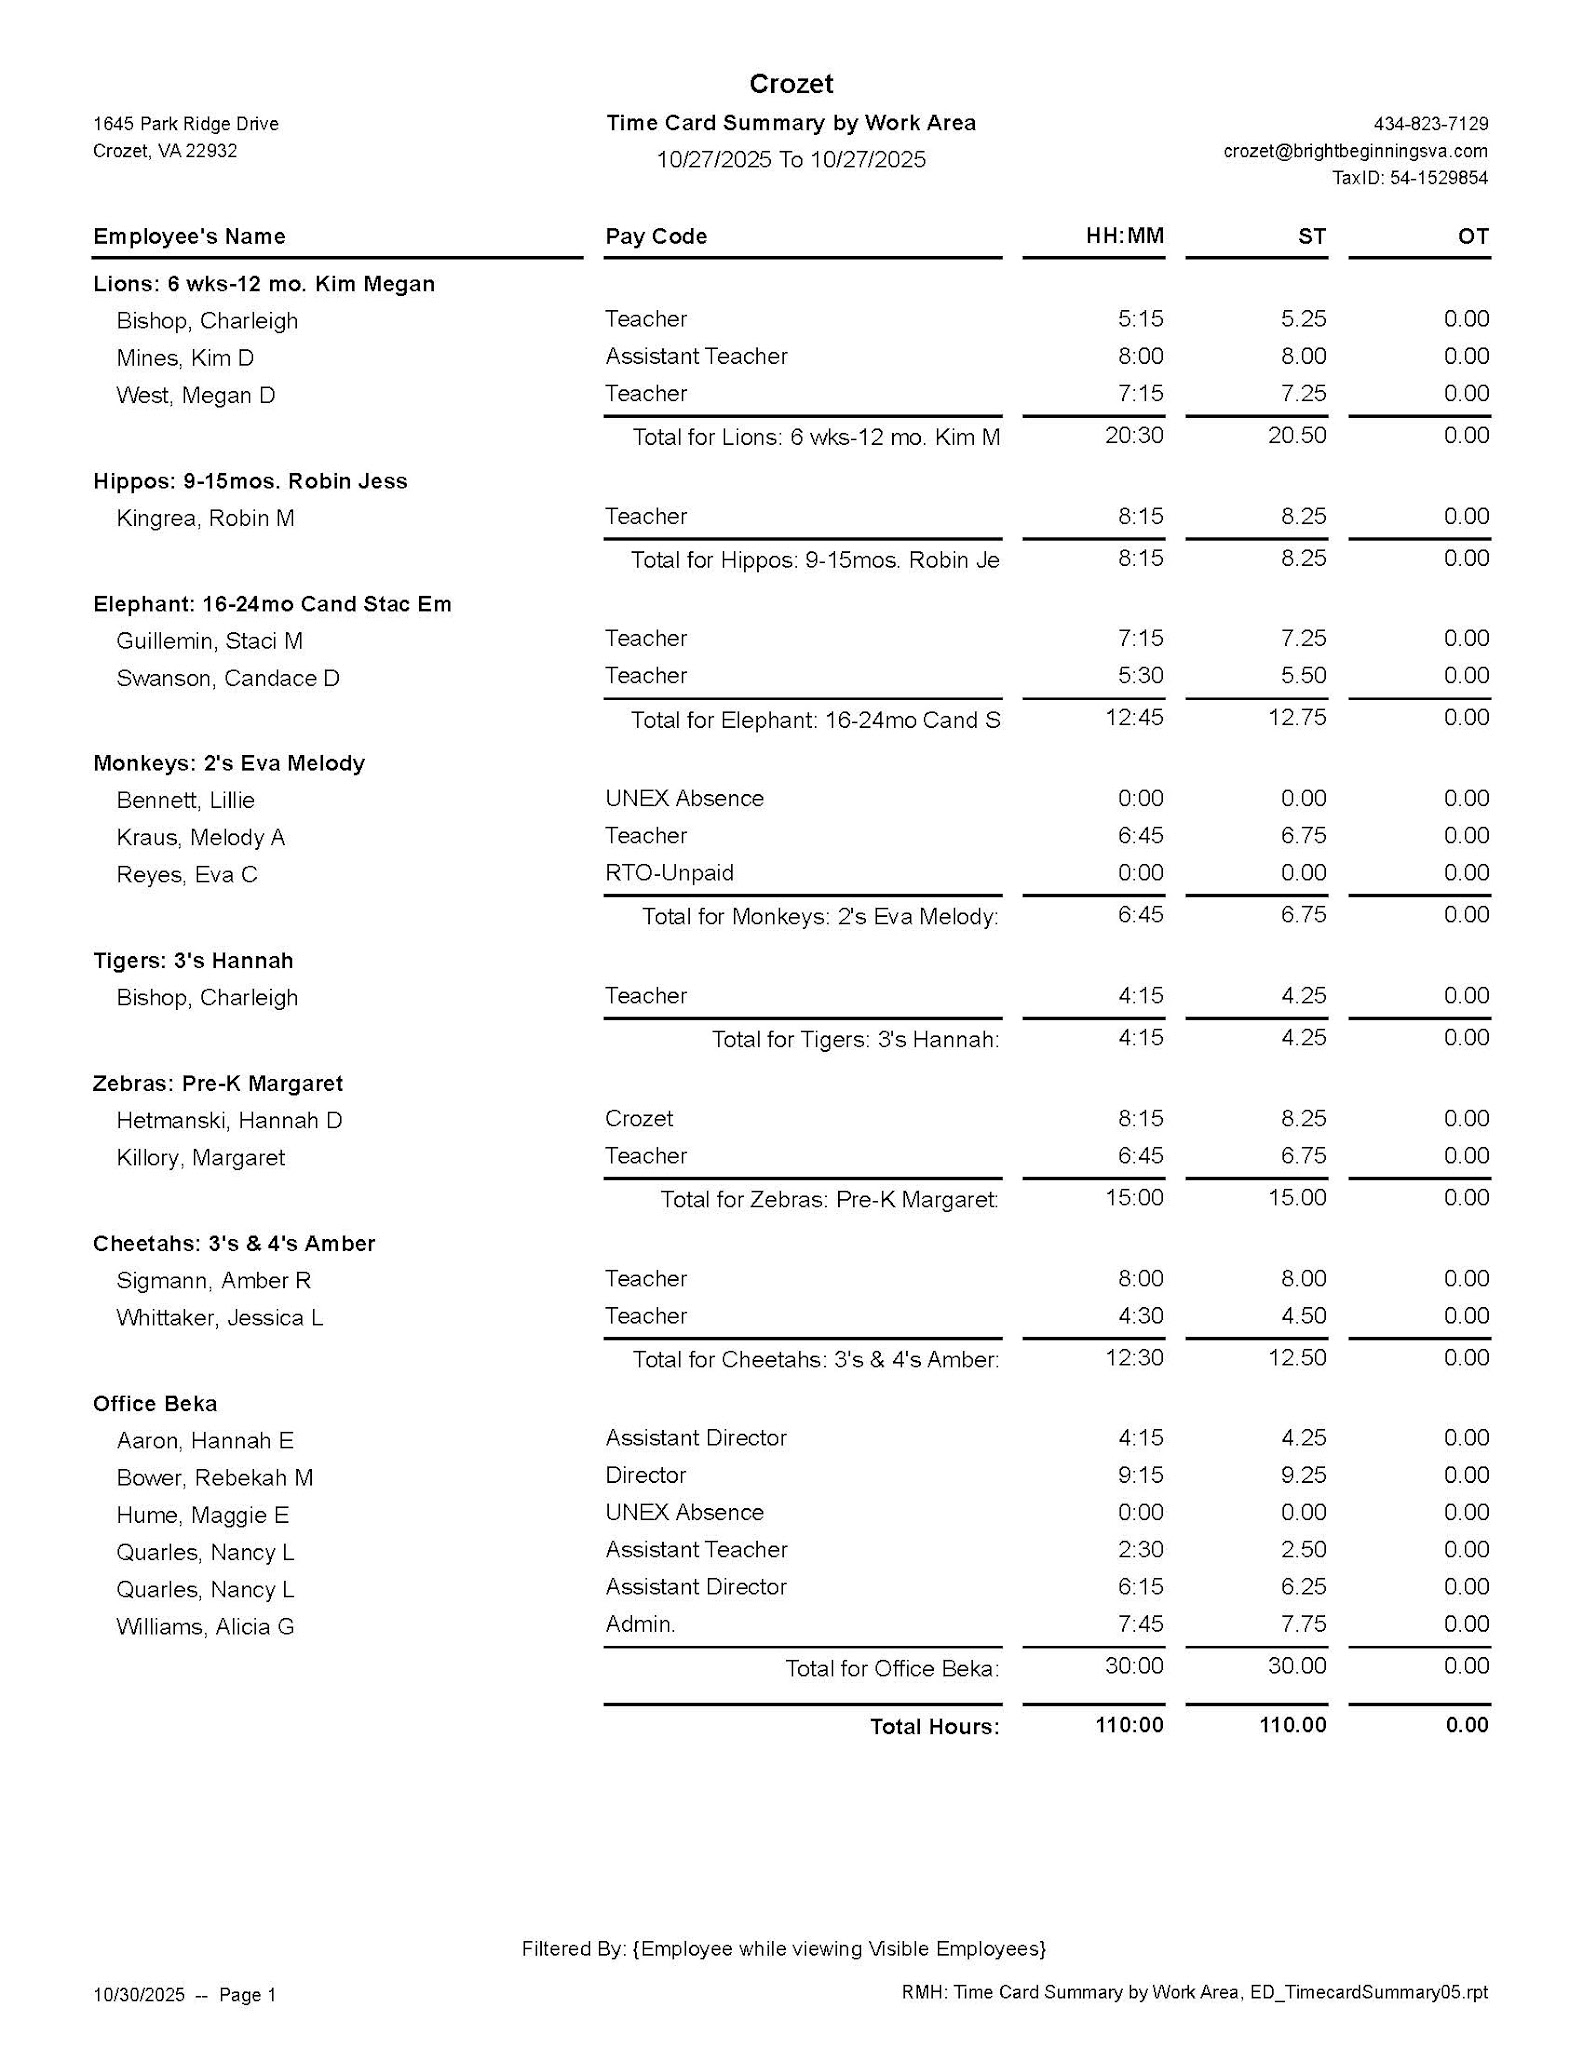 Crozet
1645 Park Ridge Drive Time Card Summary by Work Area 434-823-7129
Crozet, VA 22932 10/27/2025 To 10/27/2025 crozet@brightbeginningsva.com
TaxID: 54-1529854
Employee's Name Pay Code HH:MM ST OT
Lions: 6 wks-12 mo. Kim Megan
Bishop, Charleigh Teacher 5:15 5.25 0.00
Mines, Kim D Assistant Teacher 8:00 8.00 0.00
West, Megan D Teacher 7:15 7.25 0.00
Total for Lions: 6 wks-12 mo. Kim M 20:30 20.50 0.00
Hippos: 9-15mos. Robin Jess
Kingrea, Robin M Teacher 8:15 8.25 0.00
Total for Hippos: 9-15mos. Robin Je 8:15 8.25 0.00
Elephant: 16-24mo Cand Stac Em
Guillemin, Staci M Teacher 7:15 7.25 0.00
Swanson, Candace D Teacher 5:30 5.50 0.00
Total for Elephant: 16-24mo Cand S 12:45 12.75 0.00
Monkeys: 2's Eva Melody
Bennett, Lillie UNEX Absence 0:00 0.00 0.00
Kraus, Melody A Teacher 6:45 6.75 0.00
Reyes, Eva C RTO-Unpaid 0:00 0.00 0.00
Total for Monkeys: 2's Eva Melody: 6:45 6.75 0.00
Tigers: 3's Hannah
Bishop, Charleigh Teacher 4:15 4.25 0.00
Total for Tigers: 3's Hannah: 4:15 4.25 0.00
Zebras: Pre-K Margaret
Hetmanski, Hannah D Crozet 8:15 8.25 0.00
Killory, Margaret Teacher 6:45 6.75 0.00
Total for Zebras: Pre-K Margaret: 15:00 15.00 0.00
Cheetahs: 3's & 4's Amber
Sigmann, Amber R Teacher 8:00 8.00 0.00
Whittaker, Jessica L Teacher 4:30 4.50 0.00
Total for Cheetahs: 3's & 4's Amber: 12:30 12.50 0.00
Office Beka
Aaron, Hannah E Assistant Director 4:15 4.25 0.00
Bower, Rebekah M Director 9:15 9.25 0.00
Hume, Maggie E UNEX Absence 0:00 0.00 0.00
Quarles, Nancy L Assistant Teacher 2:30 2.50 0.00
Quarles, Nancy L Assistant Director 6:15 6.25 0.00
Williams, Alicia G Admin. 7:45 7.75 0.00
Total for Office Beka: 30:00 30.00 0.00
Total Hours: 110:00 110.00 0.00
Filtered By: {Employee while viewing Visible Employees}
10/30/2025 -- Page 1 RMH: Time Card Summary by Work Area, ED_TimecardSummary05.rpt